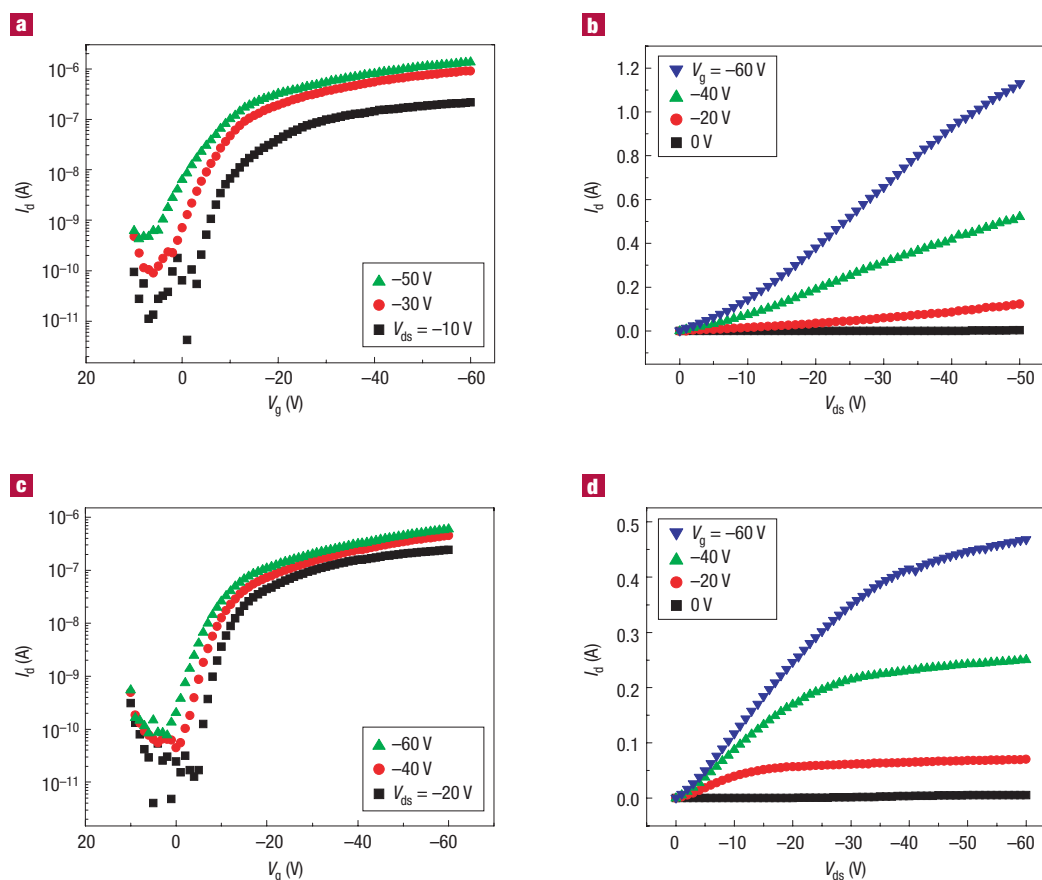 a
10⁻⁶
10⁻⁷
10⁻⁸
10⁻⁹
10⁻¹⁰
10⁻¹¹
I_d (A)
–50 V
–30 V
V_ds = –10 V
20 0 –20 –40 –60
V_g (V)
b
1.2
1.0
0.8
0.6
0.4
0.2
0.0
I_d (A)
V_g = –60 V
–40 V
–20 V
0 V
0 –10 –20 –30 –40 –50
V_ds (V)
c
10⁻⁶
10⁻⁷
10⁻⁸
10⁻⁹
10⁻¹⁰
10⁻¹¹
I_d (A)
–60 V
–40 V
V_ds = –20 V
20 0 –20 –40 –60
V_g (V)
d
0.5
0.4
0.3
0.2
0.1
0.0
I_d (A)
V_g = –60 V
–40 V
–20 V
0 V
0 –10 –20 –30 –40 –50 –60
V_ds (V)